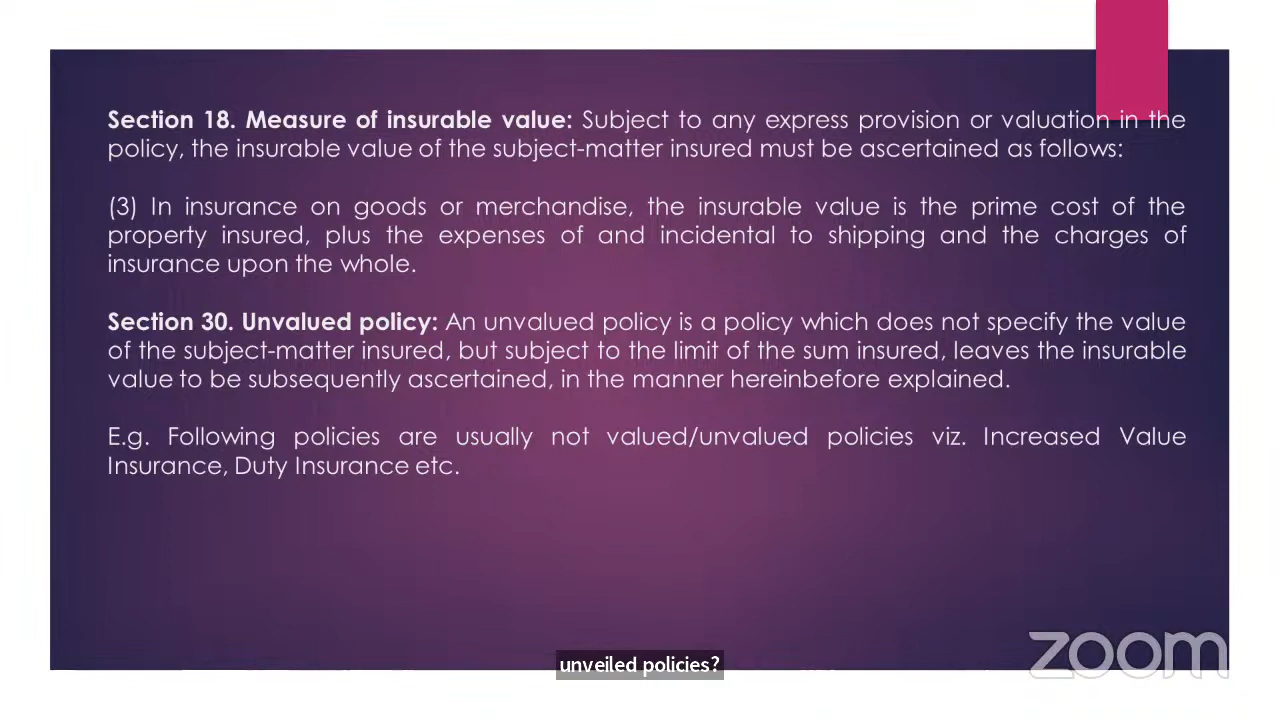 Section 18. Measure of insurable value: Subject to any express provision or valuation in the
policy, the insurable value of the subject-matter insured must be ascertained as follows:
(3) In insurance on goods or merchandise, the insurable value is the prime cost of the
property insured, plus the expenses of and incidental to shipping and the charges of
insurance upon the whole.
Section 30. Unvalued policy: An unvalued policy is a policy which does not specify the value
of the subject-matter insured, but subject to the limit of the sum insured, leaves the insurable
value to be subsequently ascertained, in the manner hereinbefore explained.
E.g. Following policies are usually not valued/unvalued policies viz. Increased Value
Insurance, Duty Insurance etc.
zoom
unveiled policies?